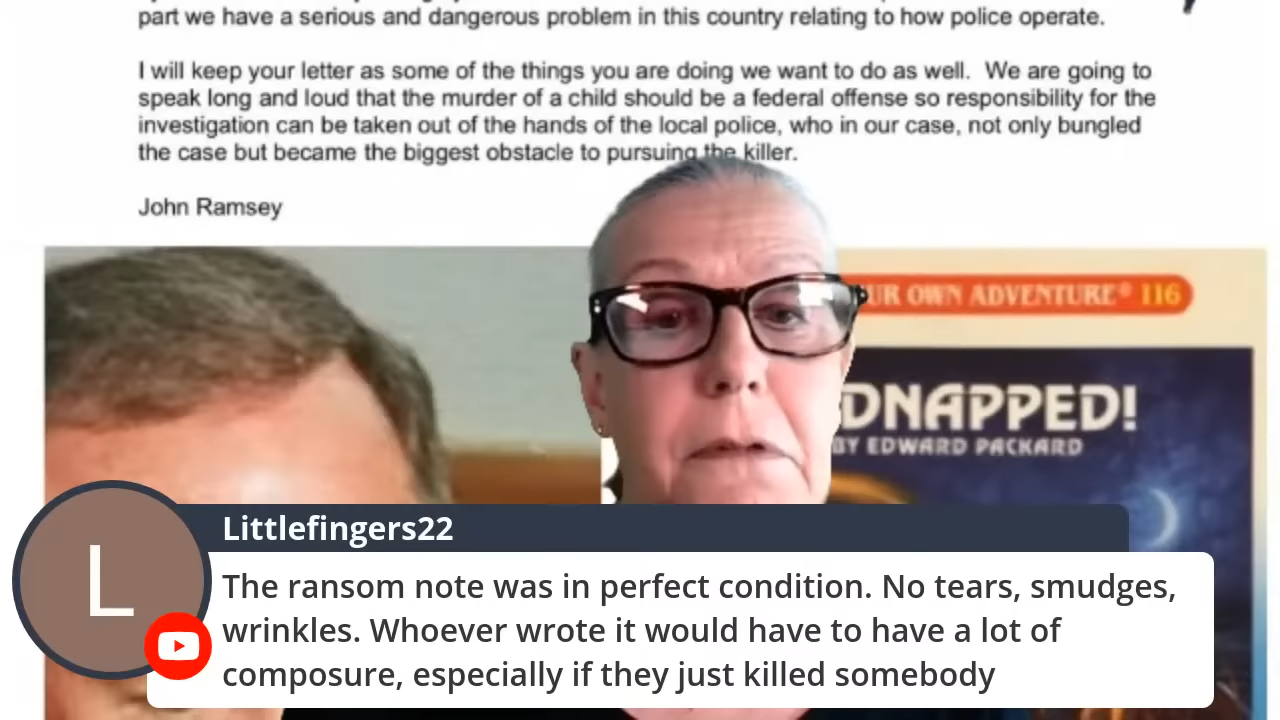 part we have a serious and dangerous problem in this country relating to how police operate.
I will keep your letter as some of the things you are doing we want to do as well. We are going to
speak long and loud that the murder of a child should be a federal offense so responsibility for the
investigation can be taken out of the hands of the local police, who in our case, not only bungled
the case but became the biggest obstacle to pursuing the killer.
John Ramsey
UR OWN ADVENTURE® 116
DNAPPED!
BY EDWARD PACKARD
L
Littlefingers22
The ransom note was in perfect condition. No tears, smudges,
wrinkles. Whoever wrote it would have to have a lot of
composure, especially if they just killed somebody